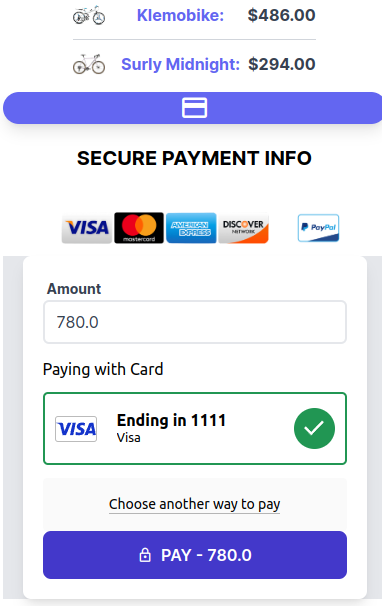 Klemobike: $486.00
Surly Midnight: $294.00
SECURE PAYMENT INFO
VISA mastercard AMERICAN EXPRESS DISCOVER NETWORK PayPal
Amount
780.0
Paying with Card
VISA Ending in 1111
Visa
Choose another way to pay
PAY - 780.0